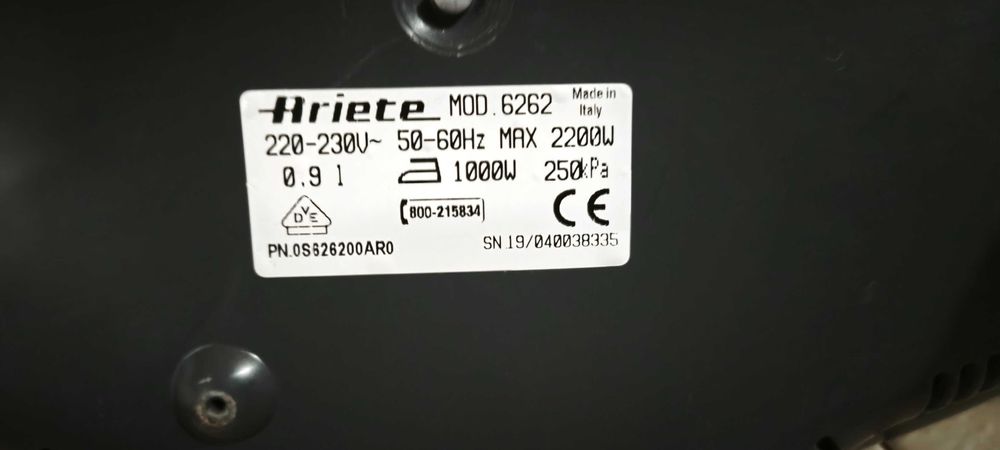 Ariete MOD.6262 Made in Italy
220-230V~ 50-60Hz MAX 2200W
0.9 l 1000W 250kPa
DVE 800-215834 CE
PN.0S626200AR0 SN.19/040038335